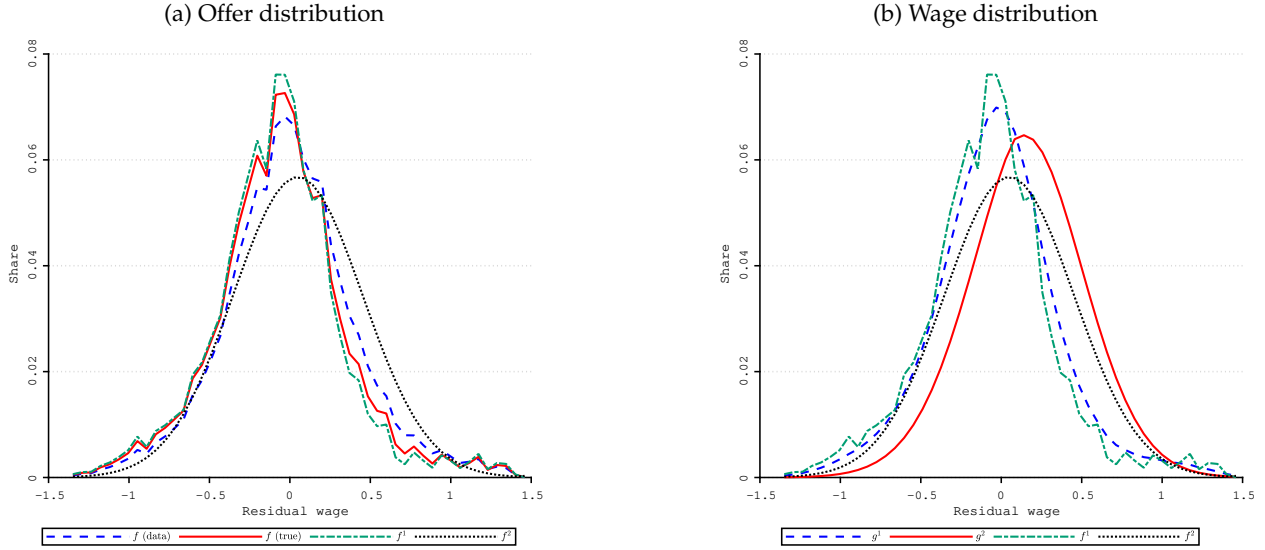 (a) Offer distribution
0.08
0.06
0.04
0.02
0
Share
−1.5
−1
−0.5
0
0.5
1
1.5
Residual wage
f (data)
f (true)
f¹
f²
(b) Wage distribution
0.08
0.06
0.04
0.02
0
Share
−1.5
−1
−0.5
0
0.5
1
1.5
Residual wage
g¹
g²
f¹
f²